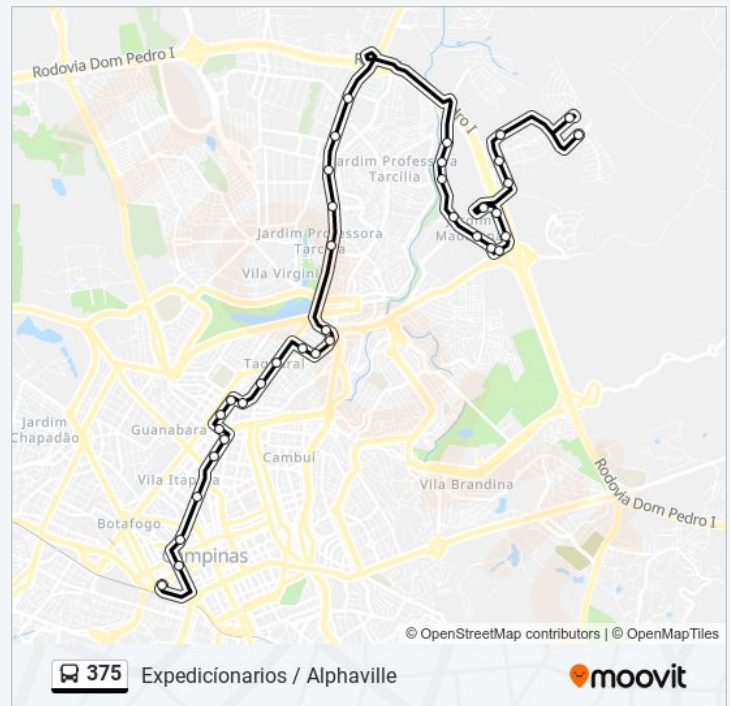 Rodovia Dom Pedro I
Jardim Professora
Tarcília
Jardim
Jardim Professora
Vila Virgínia
Taquaral
Jardim
Chapadão
Guanabara
Cambuí
Vila Itapura
Vila Brandina
Rodovia Dom Pedro I
Botafogo
Campinas
© OpenStreetMap contributors | © OpenMapTiles
375 Expedicíonarios / Alphaville
moovit